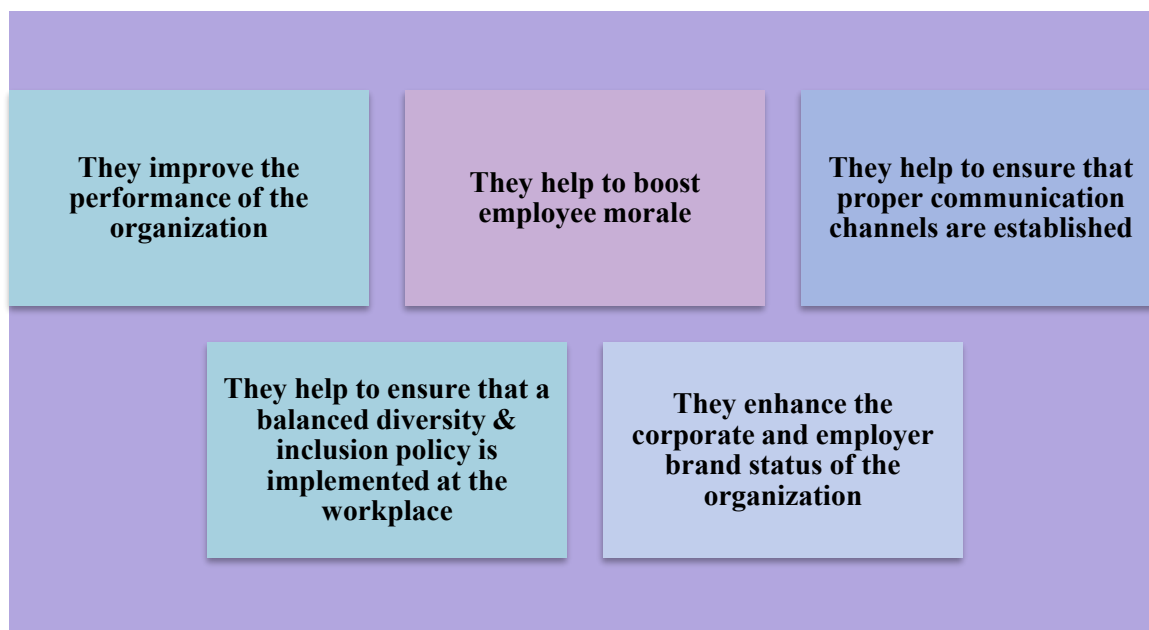 They improve the
performance of the
organization
They help to boost
employee morale
They help to ensure that
proper communication
channels are established
They help to ensure that a
balanced diversity &
inclusion policy is
implemented at the
workplace
They enhance the
corporate and employer
brand status of the
organization